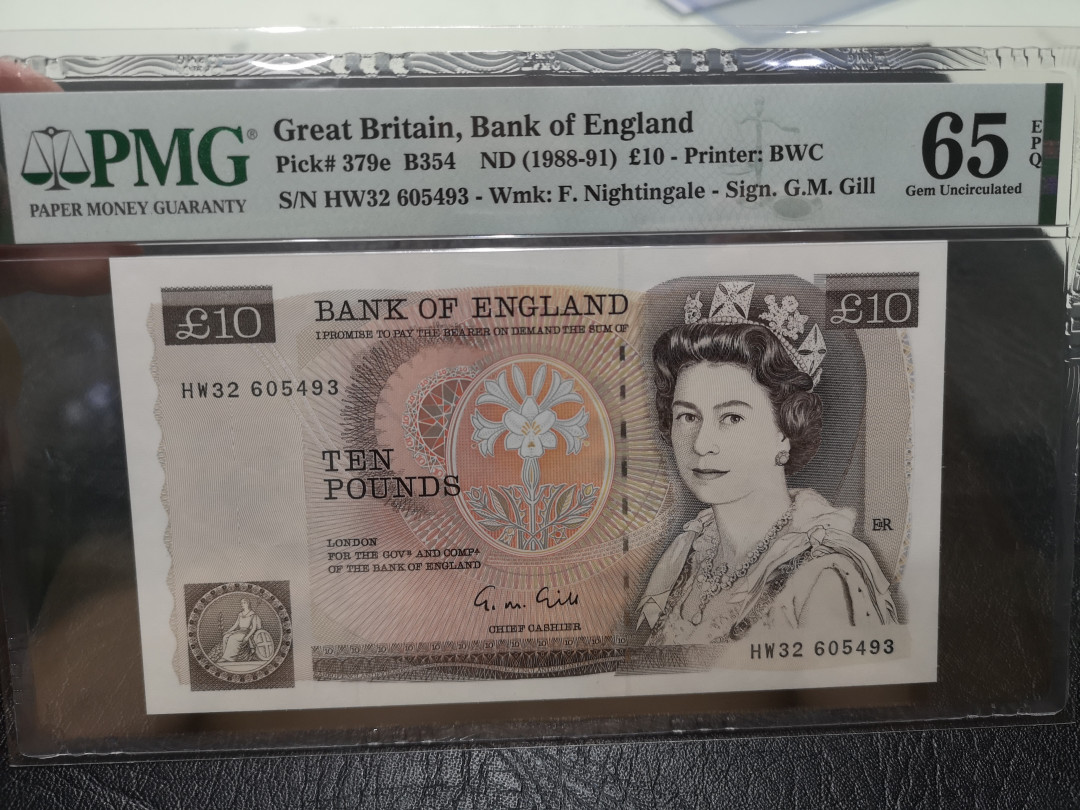 PMG®
PAPER MONEY GUARANTY
Great Britain, Bank of England
Pick# 379e B354 ND (1988-91) £10 - Printer: BWC
S/N HW32 605493 - Wmk: F. Nightingale - Sign. G.M. Gill
65
Gem Uncirculated
EPQ
£10
BANK OF ENGLAND
I PROMISE TO PAY THE BEARER ON DEMAND THE SUM OF
£10
HW32 605493
TEN
POUNDS
LONDON
FOR THE GOVR AND COMPA
OF THE BANK OF ENGLAND
G. M. Gill
CHIEF CASHIER
E R
HW32 605493